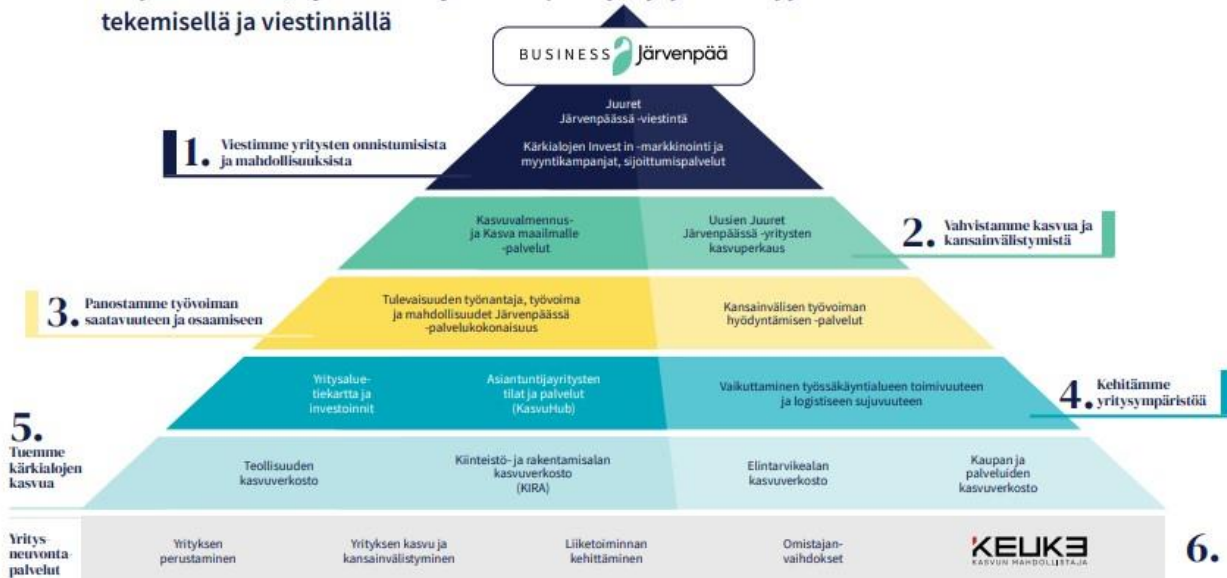 tekemisellä ja viestinnällä
BUSINESS Järvenpää
Juuret
Järvenpäässä -viestintä
Kärkialojen Invest in -markkinointi ja
myyntikampanjat, sijoittumispalvelut
1. Viestimme yritysten onnistumisista
ja mahdollisuuksista
Kasvuvalmennus-
ja Kasva maailmalle
-palvelut
Uusien Juuret
Järvenpäässä -yritysten
kasvuperkaus
2. Vahvistamme kasvua ja
kansainvälistymistä
3. Panostamme työvoiman
saatavuuteen ja osaamiseen
Tulevaisuuden työnantaja, työvoima
ja mahdollisuudet Järvenpäässä
-palvelukokonaisuus
Kansainvälisen työvoiman
hyödyntämisen -palvelut
Yritysalue-
tiekartta ja
investoinnit
Asiantuntijayritysten
tilat ja palvelut
(KasvuHub)
Vaikuttaminen työssäkäyntialueen toimivuuteen
ja logistiseen sujuvuuteen
4. Kehitämme
yritysympäristöä
5.
Tuemme
kärkialojen
kasvua
Teollisuuden
kasvuverkosto
Kiinteistö- ja rakentamisalan
kasvuverkosto
(KIRA)
Elintarvikealan
kasvuverkosto
Kaupan ja
palveluiden
kasvuverkosto
Yritys-
neuvonta-
palvelut
Yrityksen
perustaminen
Yrityksen kasvu ja
kansainvälistyminen
Liiketoiminnan
kehittäminen
Omistajan-
vaihdokset
KEUKE
KASVUN MAHDOLLISTAJA
6.